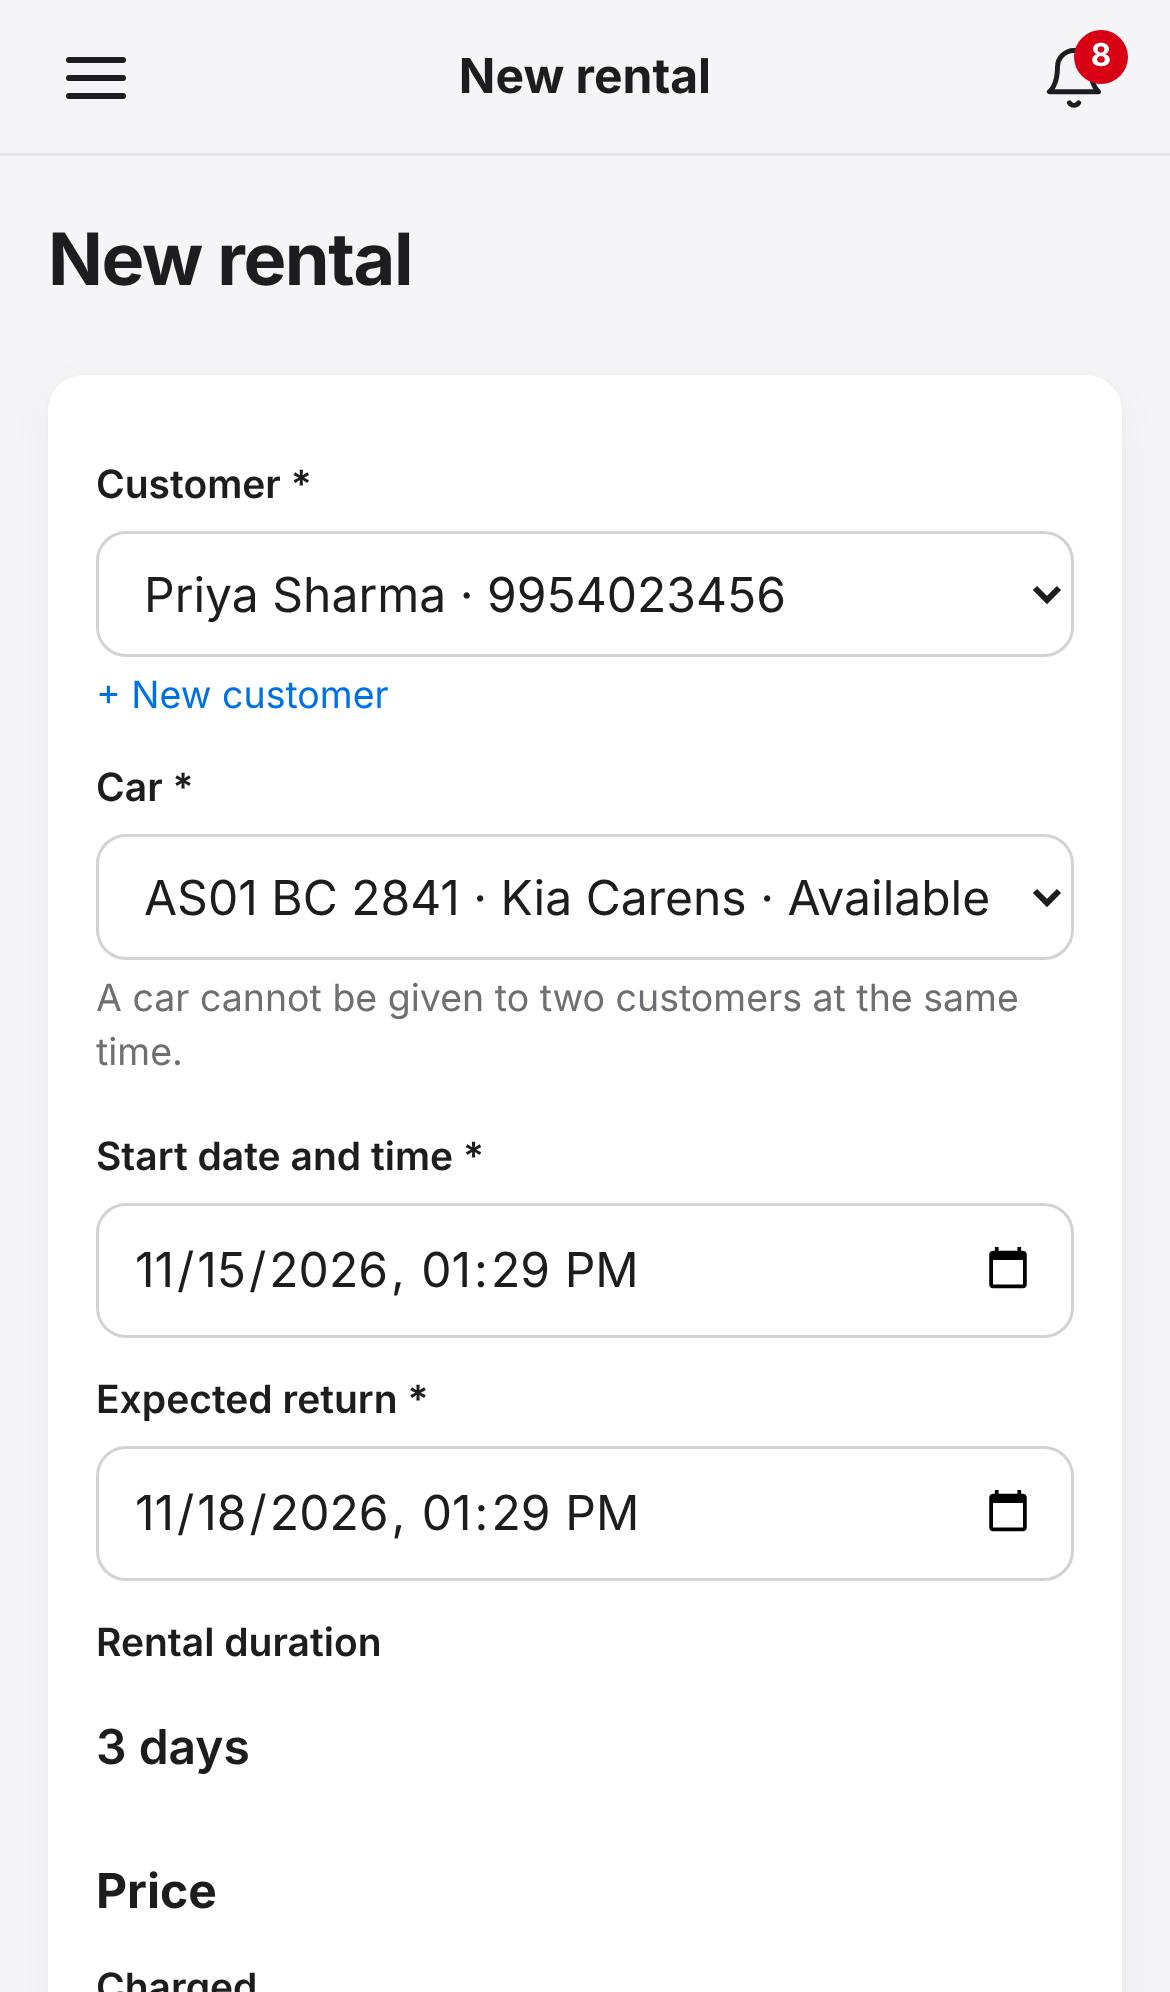 New rental
8
New rental
Customer *
Priya Sharma · 9954023456
+ New customer
Car *
AS01 BC 2841 · Kia Carens · Available
A car cannot be given to two customers at the same
time.
Start date and time *
11/15/2026, 01:29 PM
Expected return *
11/18/2026, 01:29 PM
Rental duration
3 days
Price
Charged